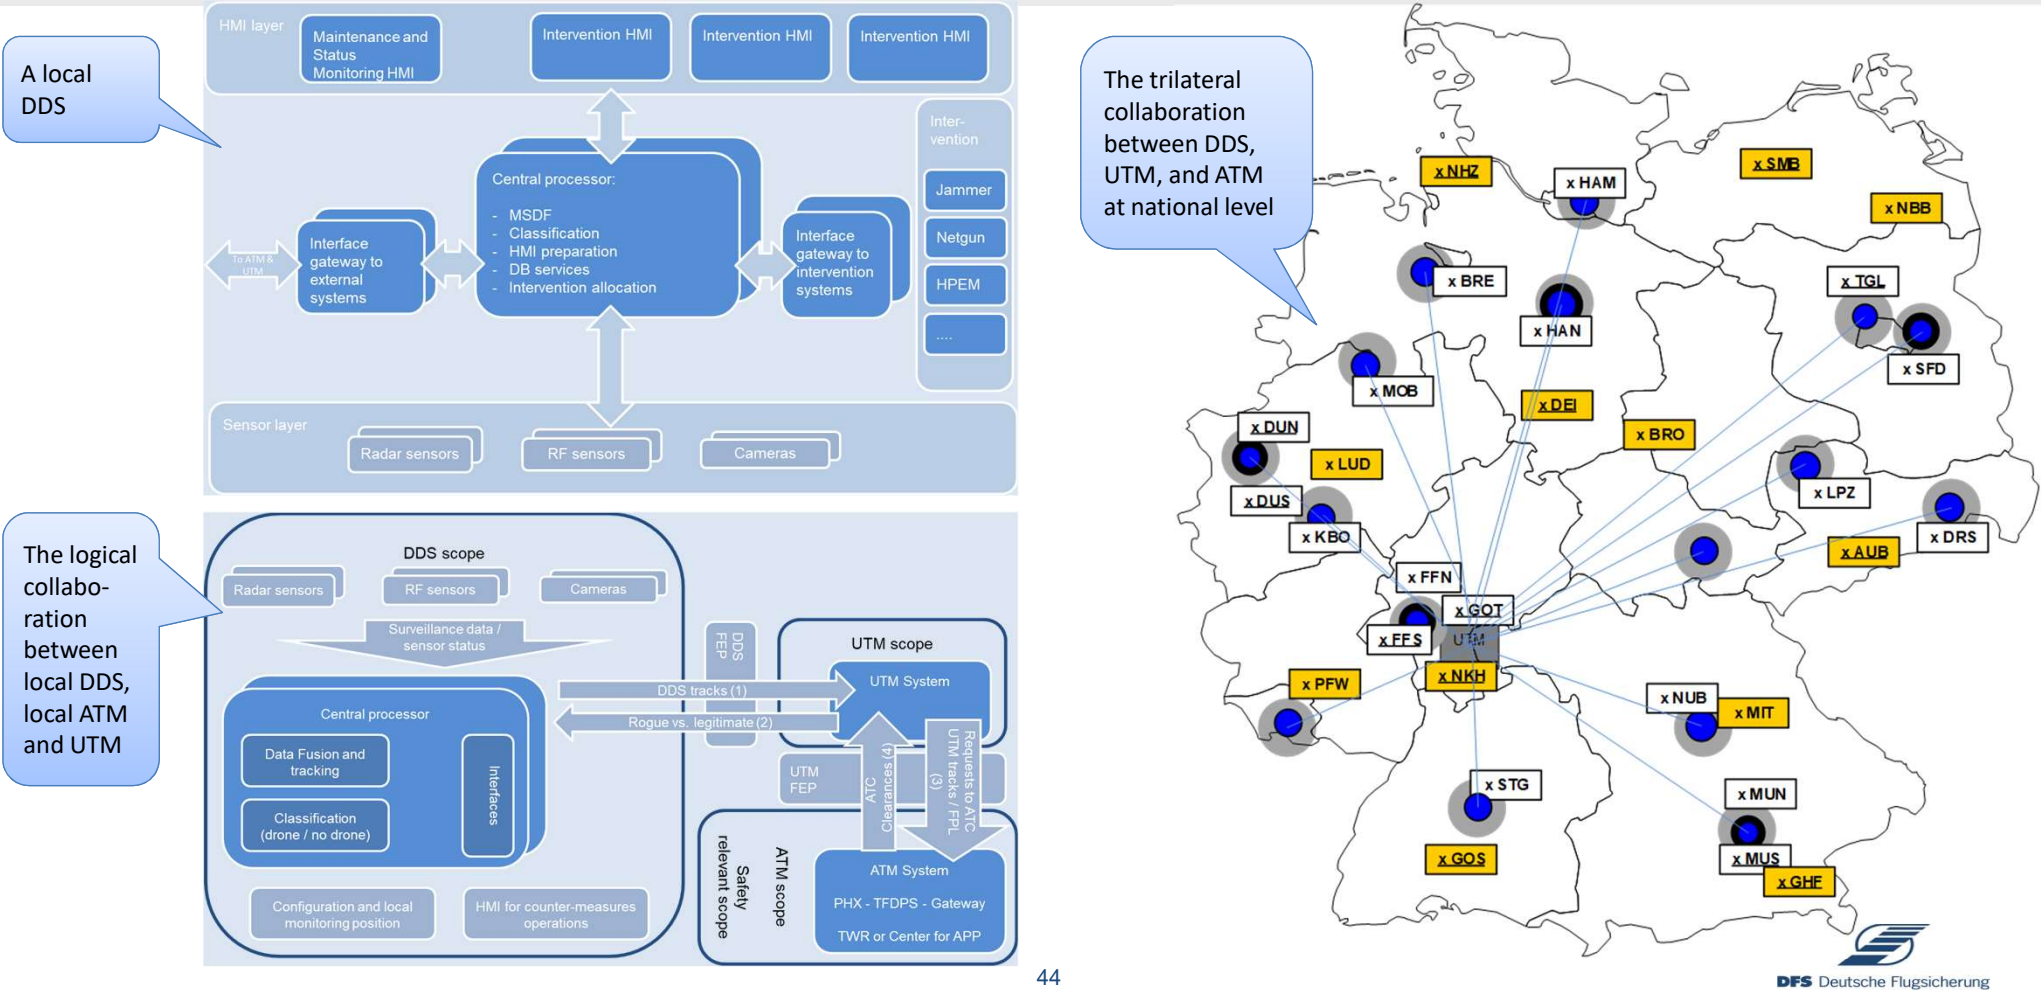 A local
DDS
HMI layer
Maintenance and
Status
Monitoring HMI
Intervention HMI
Intervention HMI
Intervention HMI
Inter-
vention
Jammer
Netgun
HPEM
....
Central processor:
- MSDF
- Classification
- HMI preparation
- DB services
- Intervention allocation
To ATM &
UTM
Interface
gateway to
external
systems
Interface
gateway to
intervention
systems
Sensor layer
Radar sensors
RF sensors
Cameras
The logical
collabo-
ration
between
local DDS,
local ATM
and UTM
DDS scope
Radar sensors
RF sensors
Cameras
Surveillance data /
sensor status
Central processor
Data Fusion and
tracking
Classification
(drone / no drone)
Interfaces
Configuration and local
monitoring position
HMI for counter-measures
operations
DDS
FEP
DDS tracks (1)
Rogue vs. legitimate (2)
UTM scope
UTM System
UTM
FEP
ATC
Clearances (4)
Requests to ATC
UTM tracks / FPL
(3)
Safety
relevant scope
ATM scope
ATM System
PHX - TFDPS - Gateway
TWR or Center for APP
The trilateral
collaboration
between DDS,
UTM, and ATM
at national level
x NHZ
x HAM
x SMB
x NBB
x BRE
x HAN
x TGL
x SFD
x MOB
x DEI
x BRO
x DUN
x LUD
x DUS
x KBO
x LPZ
x DRS
x AUB
x FFN
x GOT
x FFS
UTM
x NKH
x PFW
x NUB
x MIT
x STG
x MUN
x GOS
x MUS
x GHF
44
DFS Deutsche Flugsicherung